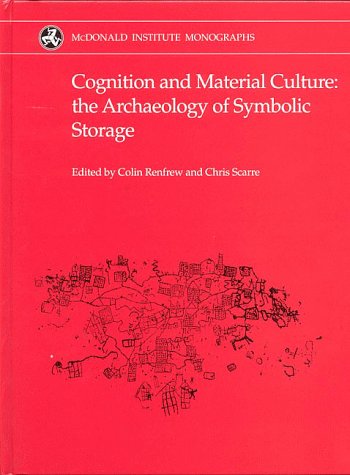 McDonald Institute Monographs
Cognition and Material Culture:
the Archaeology of Symbolic
Storage
Edited by Colin Renfrew and Chris Scarre